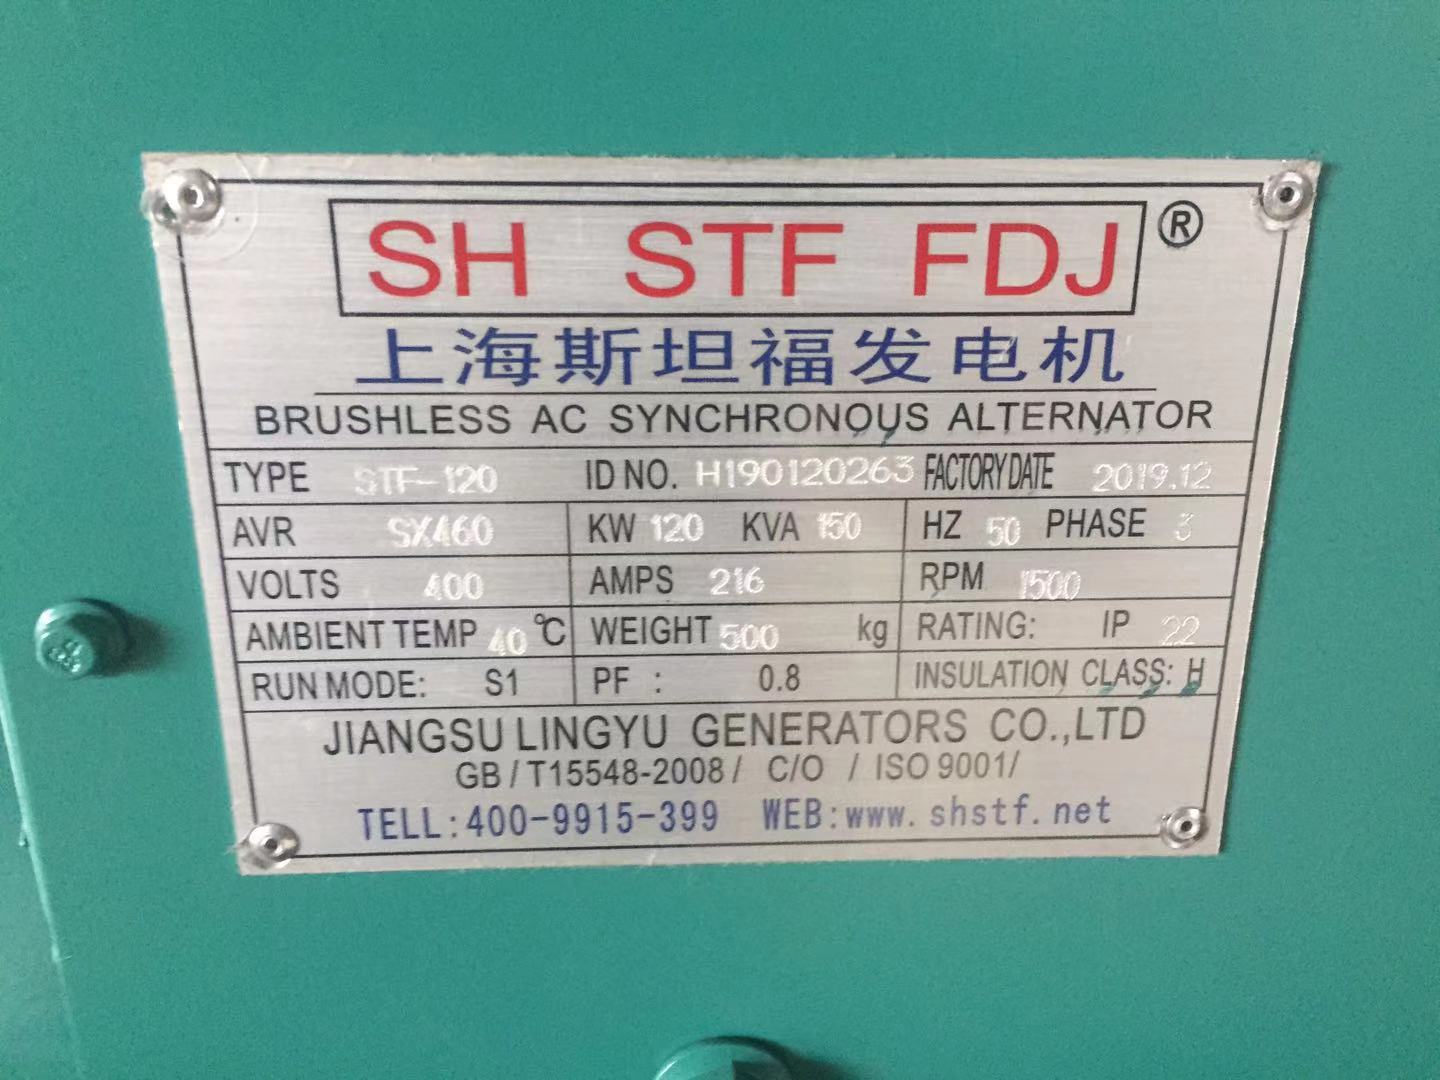 SH STF FDJ®
上海斯坦福发电机
BRUSHLESS AC SYNCHRONOUS ALTERNATOR
TYPE STF-120 ID NO. H190120263 FACTORY DATE 2019.12
AVR SX460 KW 120 KVA 150 HZ 50 PHASE 3
VOLTS 400 AMPS 216 RPM 1500
AMBIENT TEMP 40 ℃ WEIGHT 500 kg RATING: IP 22
RUN MODE: S1 PF : 0.8 INSULATION CLASS: H
JIANGSU LINGYU GENERATORS CO.,LTD
GB/T15548-2008/ C/O / ISO 9001/
TELL:400-9915-399 WEB:www.shstf.net